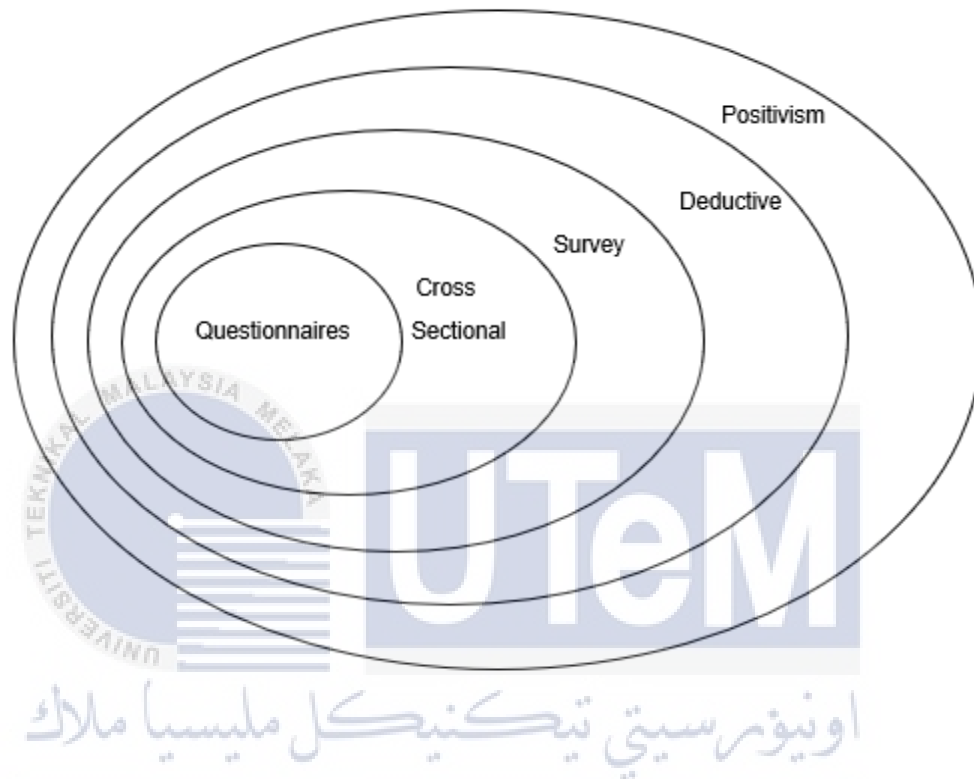 Positivism
Deductive
Survey
Cross
Sectional
Questionnaires
UNIVERSITI TEKNIKAL MALAYSIA MELAKA
UTeM
اونيۏرسيتي تيكنيكل مليسيا ملاك